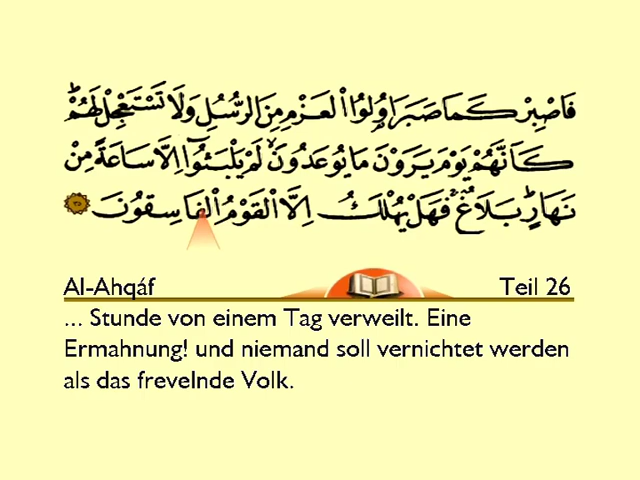 فَاصْبِرْ كَمَا صَبَرَ اُولُوا الْعَزْمِ مِنَ الرُّسُلِ وَلَا تَسْتَعْجِلْ لَهُمْۜ
كَاَنَّهُمْ يَوْمَ يَرَوْنَ مَا يُوعَدُونَۙ لَمْ يَلْبَثُٓوا اِلَّا سَاعَةً مِنْ
نَهَارٍۜ بَلَاغٌۚ فَهَلْ يُهْلَكُ اِلَّا الْقَوْمُ الْفَاسِقُونَ ٣٥
Al-Ahqáf Teil 26
... Stunde von einem Tag verweilt. Eine
Ermahnung! und niemand soll vernichtet werden
als das frevelnde Volk.